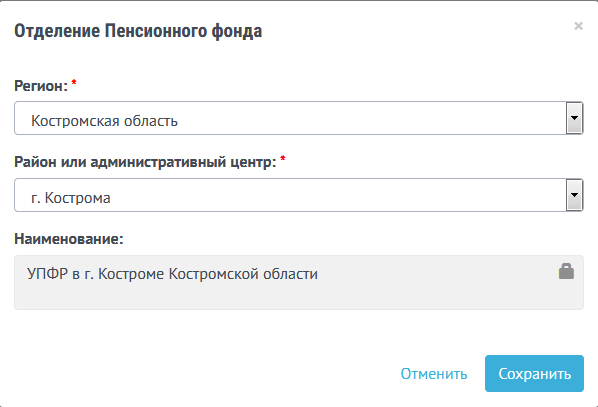 Отделение Пенсионного фонда
×
Регион: *
Костромская область
Район или административный центр: *
г. Кострома
Наименование:
УПФР в г. Костроме Костромской области
Отменить Сохранить